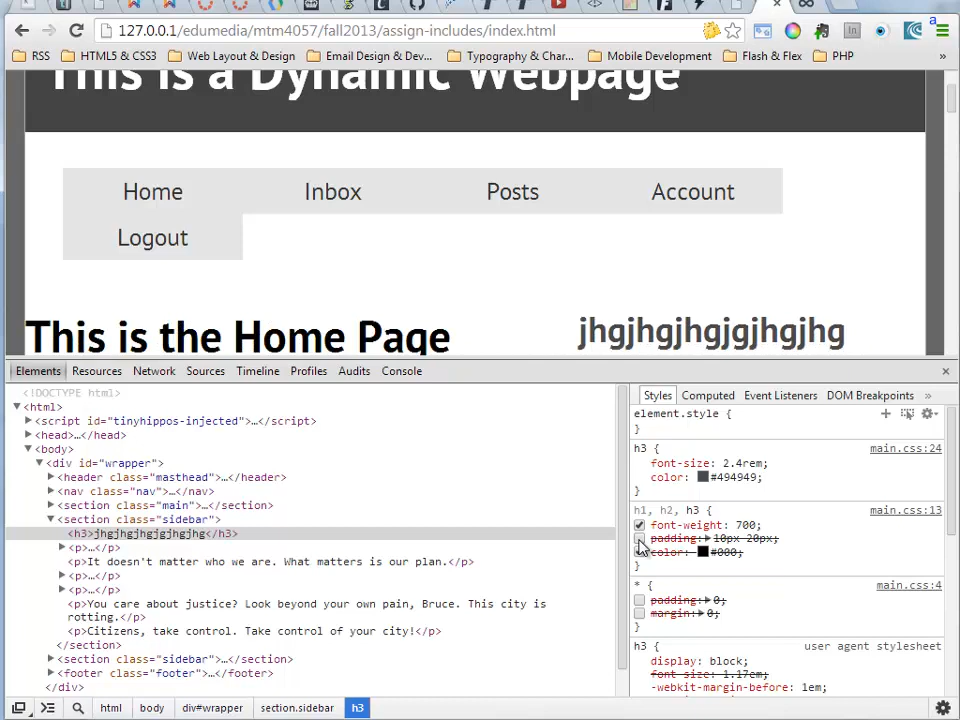 127.0.0.1/edumedia/mtm4057/fall2013/assign-includes/index.html
RSS HTML5 & CSS3 Web Layout & Design Email Design & Dev... Typography & Char... Mobile Development Flash & Flex PHP »
This is a Dynamic Webpage
Home Inbox Posts Account
Logout
This is the Home Page
jhgjhgjhgjgjhgjhg
Elements Resources Network Sources Timeline Profiles Audits Console
<!DOCTYPE html>
<html>
<script id="tinyhippos-injected">…</script>
<head>…</head>
<body>
<div id="wrapper">
<header class="masthead">…</header>
<nav class="nav">…</nav>
<section class="main">…</section>
<section class="sidebar">
<h3>jhgjhgjhgjgjhgjhg</h3>
<p>…</p>
<p>It doesn't matter who we are. What matters is our plan.</p>
<p>…</p>
<p>…</p>
<p>You care about justice? Look beyond your own pain, Bruce. This city is
rotting.</p>
<p>Citizens, take control. Take control of your city!</p>
</section>
<section class="sidebar">…</section>
<footer class="footer">…</footer>
</div>
html body div#wrapper section.sidebar h3
Styles Computed Event Listeners DOM Breakpoints »
element.style {
}
h3 { main.css:24
font-size: 2.4rem;
color: #494949;
}
h1, h2, h3 { main.css:13
font-weight: 700;
padding: 10px 20px;
color: #000;
}
* { main.css:4
padding: 0;
margin: 0;
}
h3 { user agent stylesheet
display: block;
font-size: 1.17em;
-webkit-margin-before: 1em;